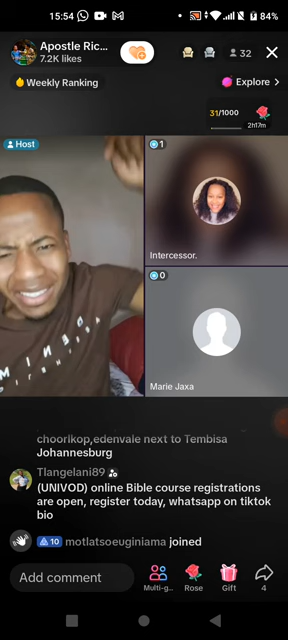 15:54
84%
Apostle Ric...
7.2K likes
32
Weekly Ranking
Explore >
31/1000
2h17m
Host
1
Intercessor.
0
Marie Jaxa
choorlkop,edenvale next to Tembisa
Johannesburg
Tlangelani89
(UNIVOD) online Bible course registrations
are open, register today, whatsapp on tiktok
bio
10 motlatsoeuginiama joined
Add comment
Multi-g...
Rose
Gift
4